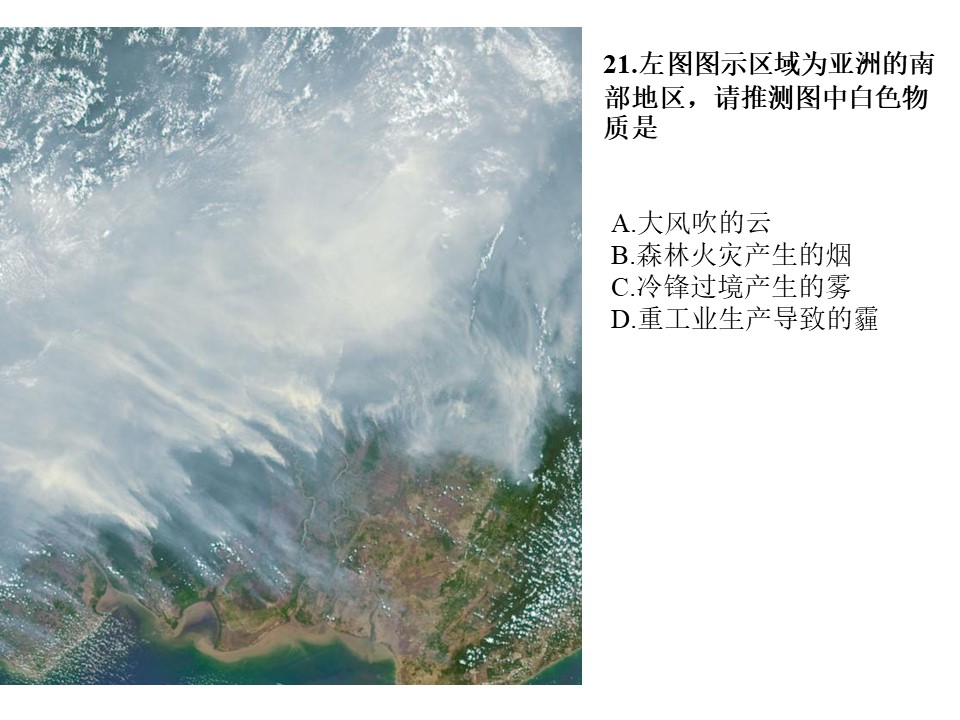 21.左图图示区域为亚洲的南
部地区，请推测图中白色物
质是
A.大风吹的云
B.森林火灾产生的烟
C.冷锋过境产生的雾
D.重工业生产导致的霾